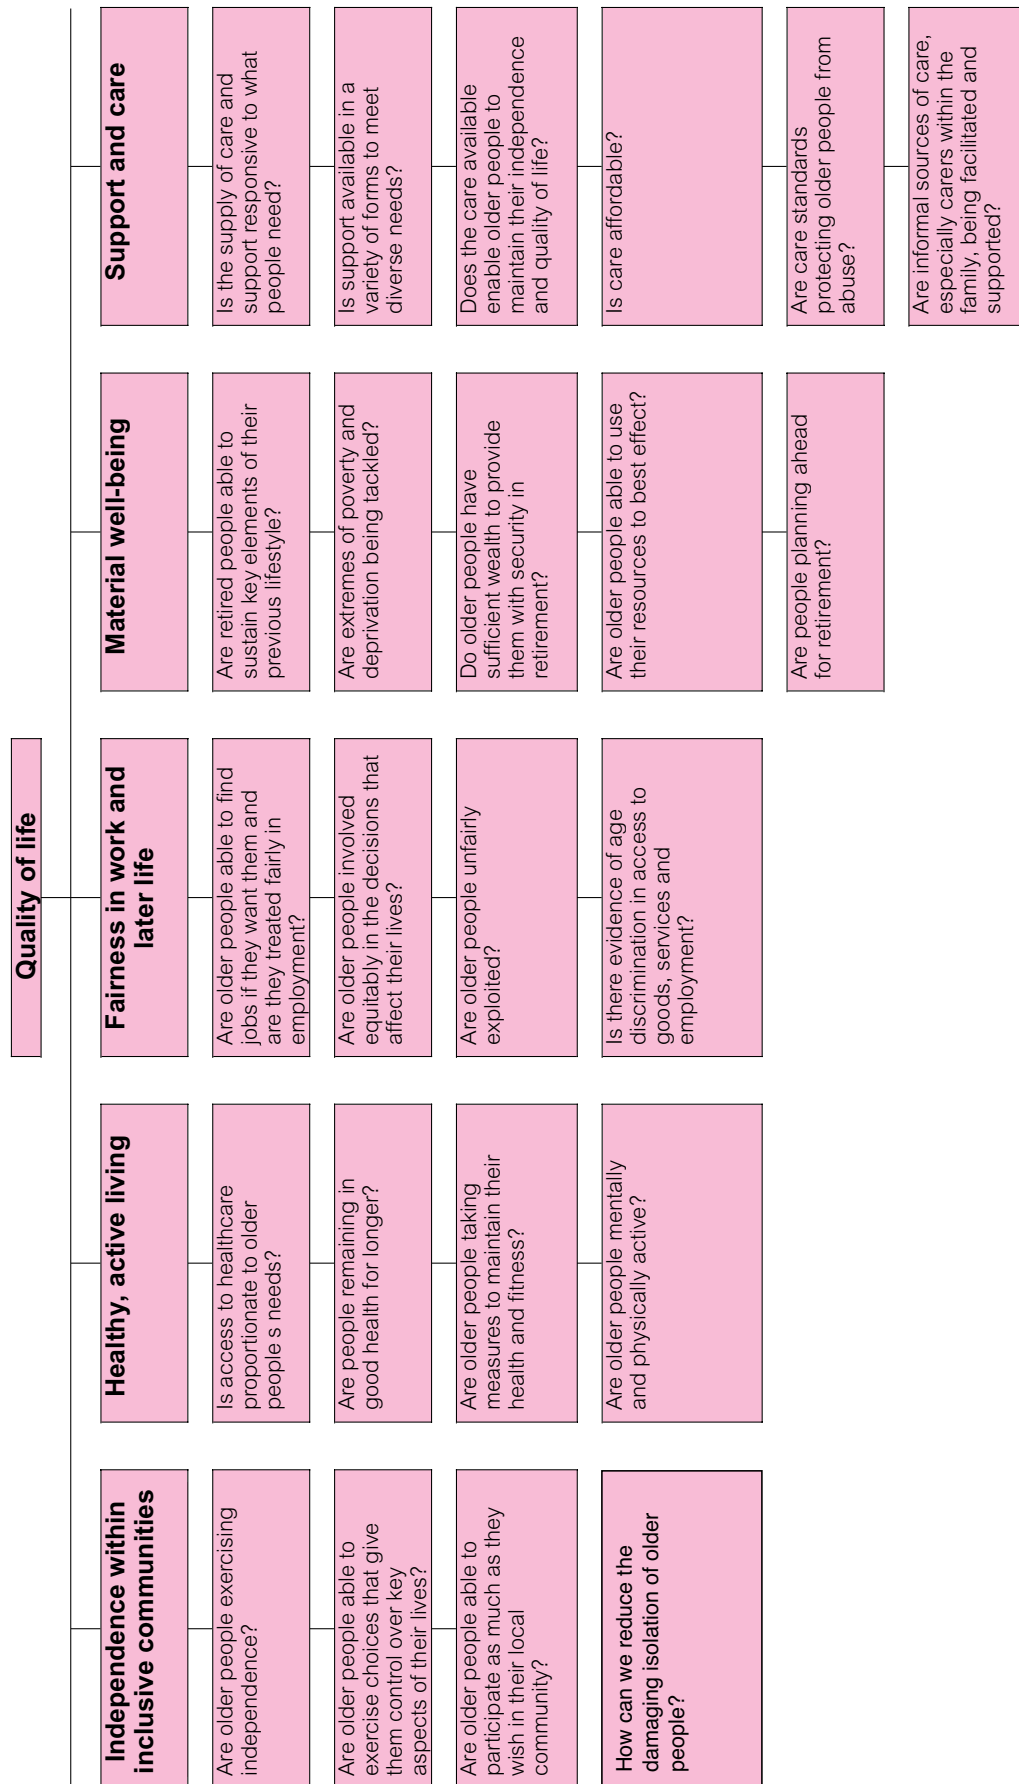 Quality of life
Independence within
inclusive communities
Are older people exercising
independence?
Are older people able to
exercise choices that give
them control over key
aspects of their lives?
Are older people able to
participate as much as they
wish in their local
community?
How can we reduce the
damaging isolation of older
people?
Healthy, active living
Is access to healthcare
proportionate to older
people s needs?
Are people remaining in
good health for longer?
Are older people taking
measures to maintain their
health and fitness?
Are older people mentally
and physically active?
Fairness in work and
later life
Are older people able to find
jobs if they want them and
are they treated fairly in
employment?
Are older people involved
equitably in the decisions that
affect their lives?
Are older people unfairly
exploited?
Is there evidence of age
discrimination in access to
goods, services and
employment?
Material well-being
Are retired people able to
sustain key elements of their
previous lifestyle?
Are extremes of poverty and
deprivation being tackled?
Do older people have
sufficient wealth to provide
them with security in
retirement?
Are older people able to use
their resources to best effect?
Are people planning ahead
for retirement?
Support and care
Is the supply of care and
support responsive to what
people need?
Is support available in a
variety of forms to meet
diverse needs?
Does the care available
enable older people to
maintain their independence
and quality of life?
Is care affordable?
Are care standards
protecting older people from
abuse?
Are informal sources of care,
especially carers within the
family, being facilitated and
supported?